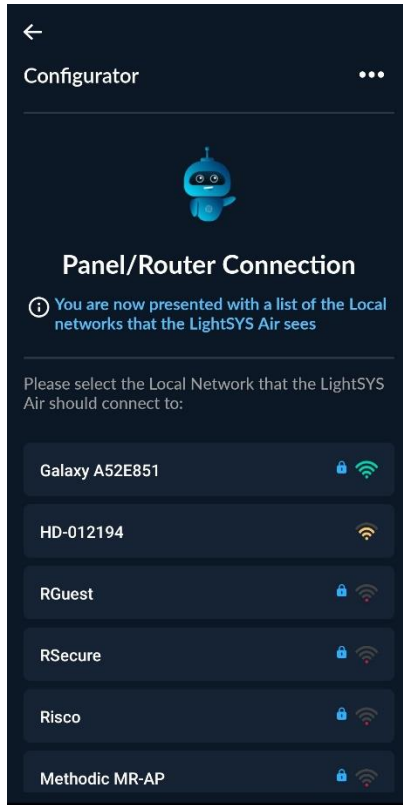 Configurator
Panel/Router Connection
You are now presented with a list of the Local
networks that the LightSYS Air sees
Please select the Local Network that the LightSYS
Air should connect to:
Galaxy A52E851
HD-012194
RGuest
RSecure
Risco
Methodic MR-AP